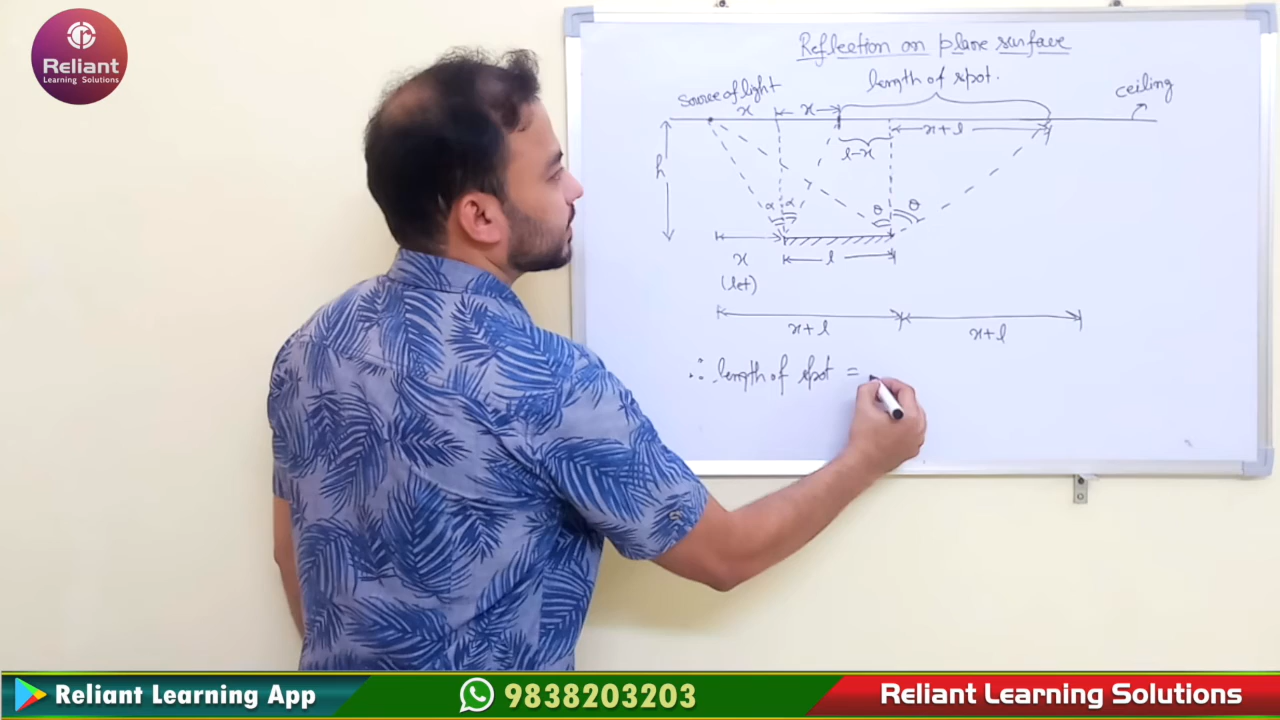 Reliant
Learning Solutions
Reflection on plane surface
length of spot.
source of light
ceiling
x
x
x+l
l-x
h
α
α
θ
θ
x
l
(let)
x+l
x+l
∴ length of spot =
Reliant Learning App
9838203203
Reliant Learning Solutions